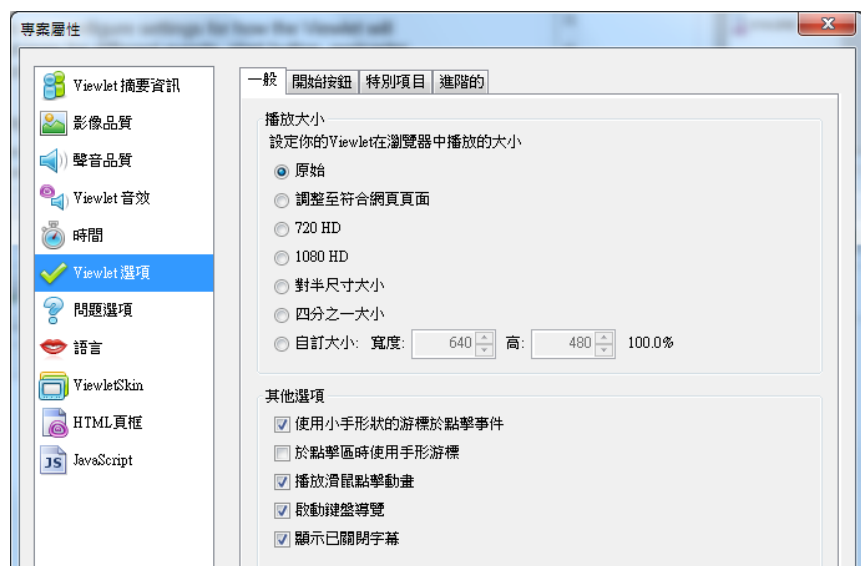 專案屬性
Viewlet 摘要資訊
影像品質
聲音品質
Viewlet 音效
時間
Viewlet 選項
問題選項
語言
ViewletSkin
HTML頁框
JS JavaScript
一般 開始按鈕 特別項目 進階的
播放大小
設定你的Viewlet在瀏覽器中播放的大小
原始
調整至符合網頁頁面
720 HD
1080 HD
對半尺寸大小
四分之一大小
自訂大小: 寬度: 640 高: 480 100.0%
其他選項
使用小手形狀的游標於點擊事件
於點擊區時使用手形游標
播放滑鼠點擊動畫
啟動鍵盤導覽
顯示已關閉字幕